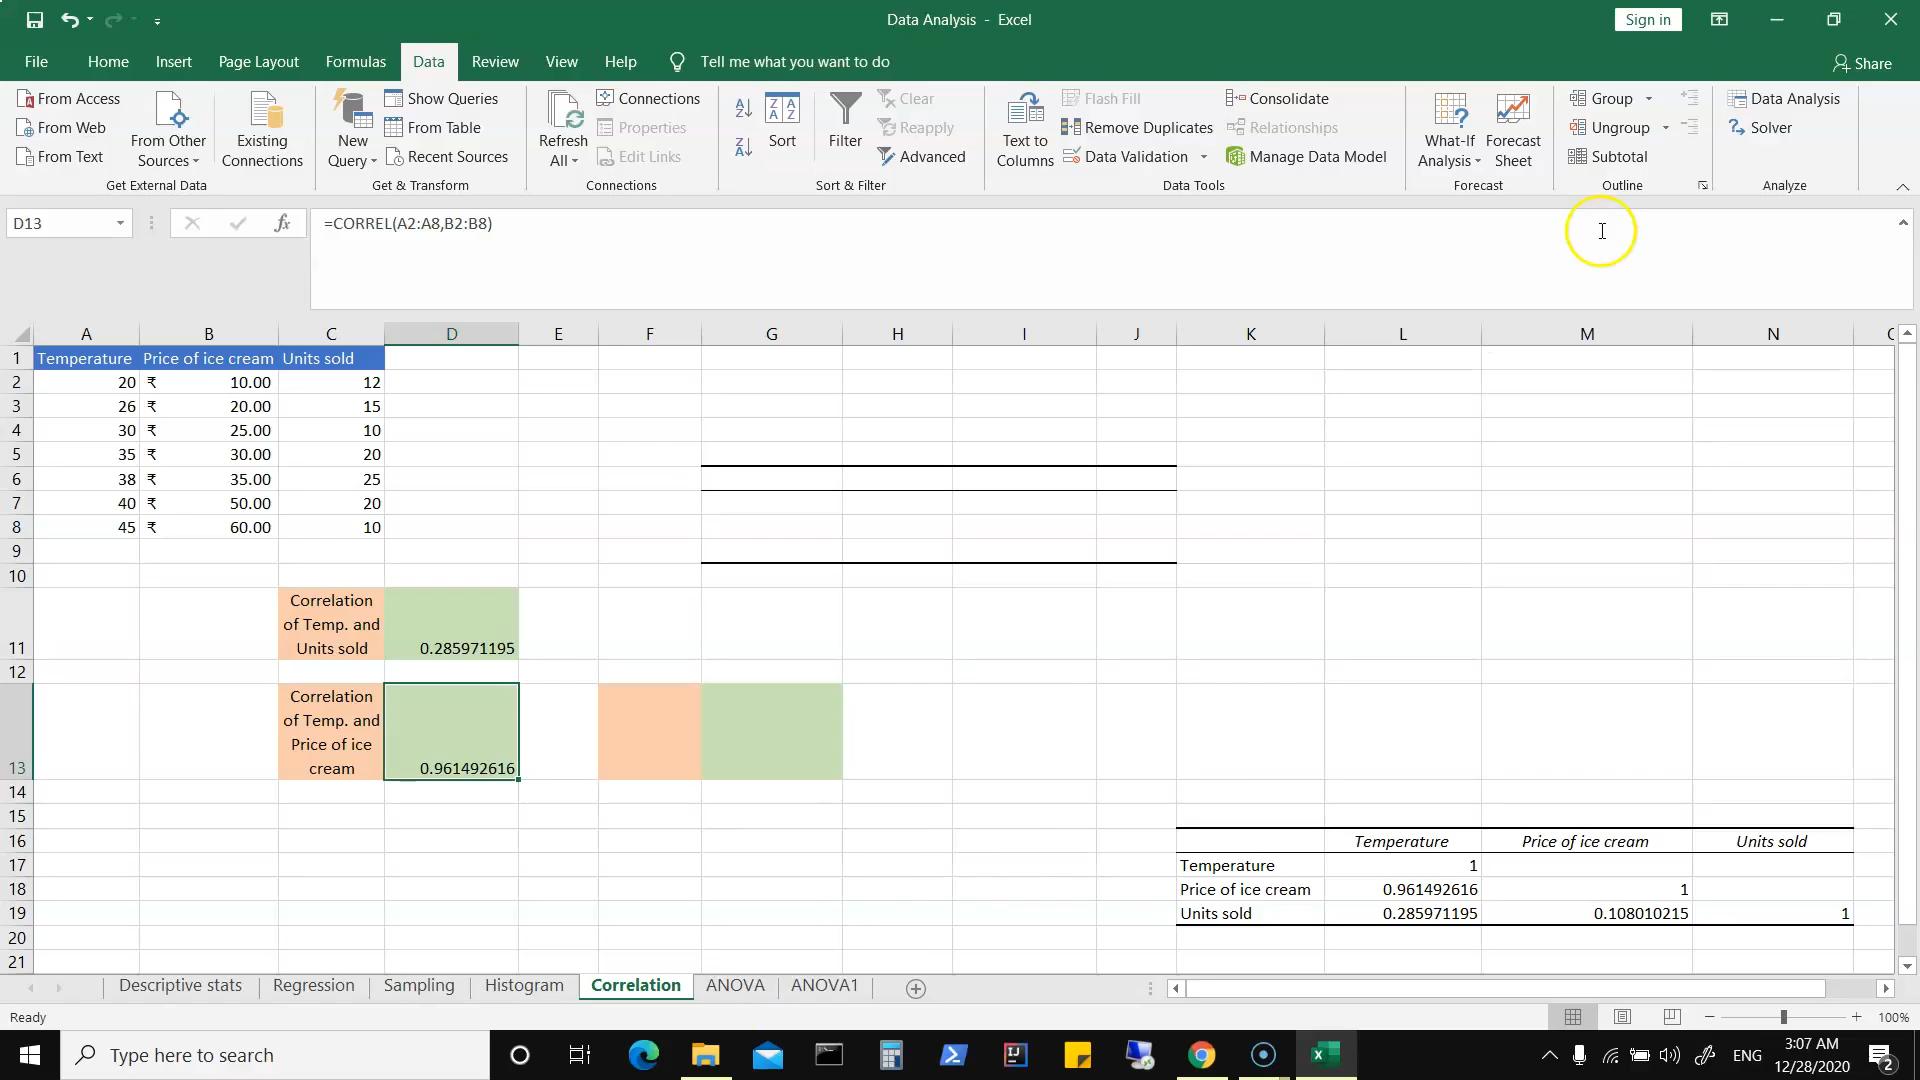 Data Analysis - Excel
Sign in
File Home Insert Page Layout Formulas Data Review View Help Tell me what you want to do
Share
From Access
From Web
From Text
From Other Sources
Existing Connections
Get External Data
New Query
Show Queries
From Table
Recent Sources
Get & Transform
Refresh All
Connections
Properties
Edit Links
Connections
Sort
Filter
Clear
Reapply
Advanced
Sort & Filter
Text to Columns
Flash Fill
Remove Duplicates
Data Validation
Consolidate
Relationships
Manage Data Model
Data Tools
What-If Analysis
Forecast Sheet
Forecast
Group
Ungroup
Subtotal
Outline
Data Analysis
Solver
Analyze
D13 fx =CORREL(A2:A8,B2:B8)
A B C D E F G H I J K L M N
1 Temperature Price of ice cream Units sold
2 20 ₹ 10.00 12
3 26 ₹ 20.00 15
4 30 ₹ 25.00 10
5 35 ₹ 30.00 20
6 38 ₹ 35.00 25
7 40 ₹ 50.00 20
8 45 ₹ 60.00 10
9
10
Correlation
of Temp. and
11 Units sold 0.285971195
12
Correlation
of Temp. and
Price of ice
13 cream 0.961492616
14
15
16 Temperature Price of ice cream Units sold
17 Temperature 1
18 Price of ice cream 0.961492616 1
19 Units sold 0.285971195 0.108010215 1
20
21
Descriptive stats Regression Sampling Histogram Correlation ANOVA ANOVA1
Ready
100%
Type here to search
ENG
3:07 AM
12/28/2020
2